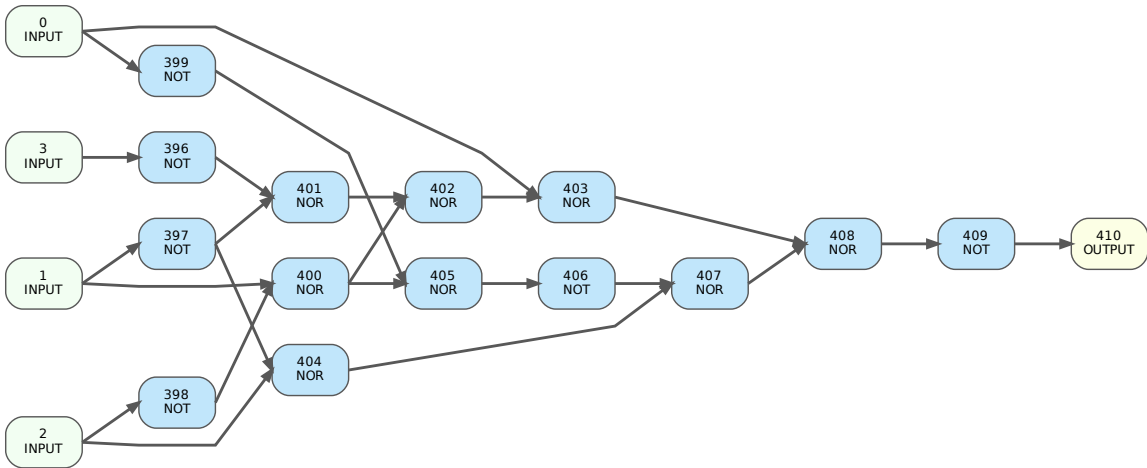 0
INPUT
399
NOT
3
INPUT
396
NOT
401
NOR
402
NOR
403
NOR
397
NOT
408
NOR
409
NOT
410
OUTPUT
1
INPUT
400
NOR
405
NOR
406
NOT
407
NOR
404
NOR
398
NOT
2
INPUT